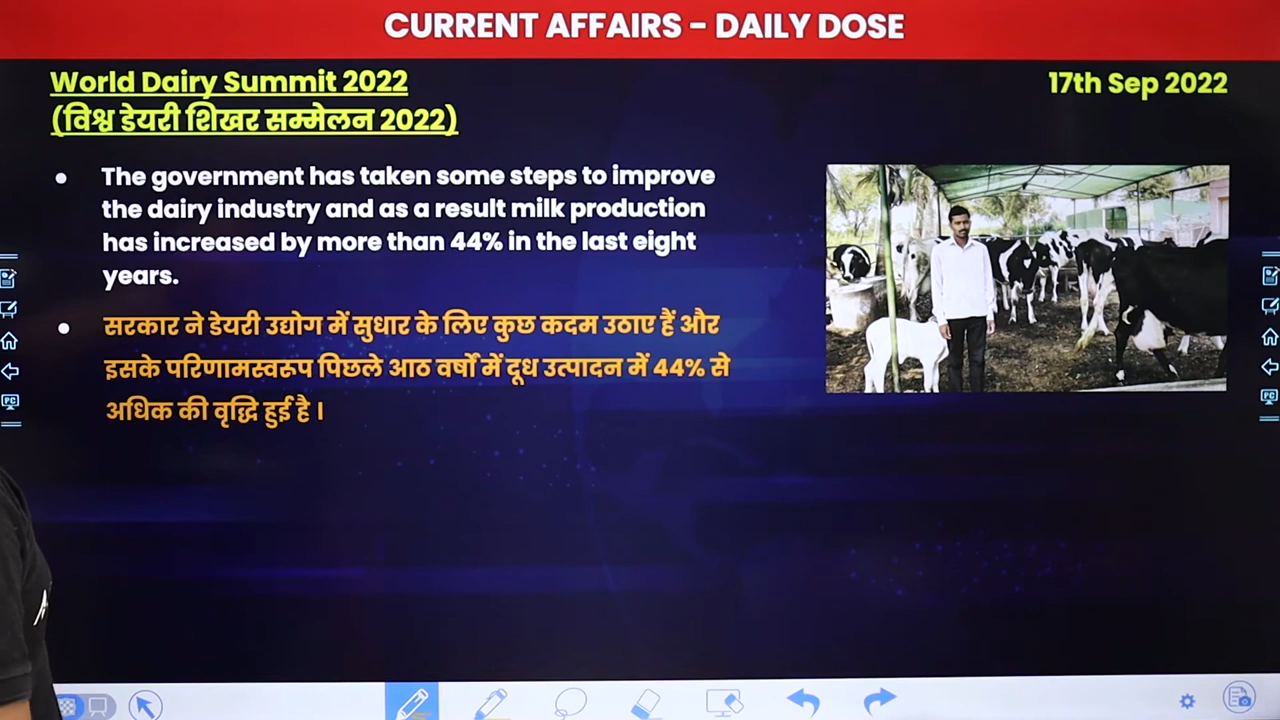 CURRENT AFFAIRS - DAILY DOSE
World Dairy Summit 2022
17th Sep 2022
(विश्व डेयरी शिखर सम्मेलन 2022)
• The government has taken some steps to improve
the dairy industry and as a result milk production
has increased by more than 44% in the last eight
years.
• सरकार ने डेयरी उद्योग में सुधार के लिए कुछ कदम उठाए हैं और
इसके परिणामस्वरूप पिछले आठ वर्षों में दूध उत्पादन में 44% से
अधिक की वृद्धि हुई है ।
PC
PC